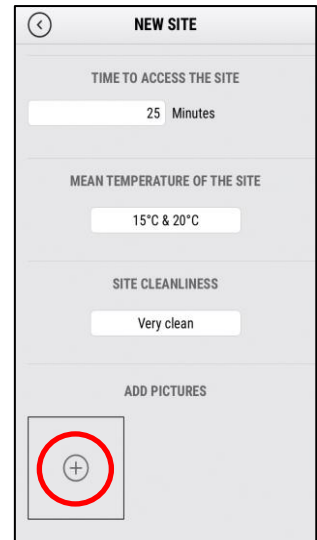 NEW SITE
TIME TO ACCESS THE SITE
25 Minutes
MEAN TEMPERATURE OF THE SITE
15°C & 20°C
SITE CLEANLINESS
Very clean
ADD PICTURES